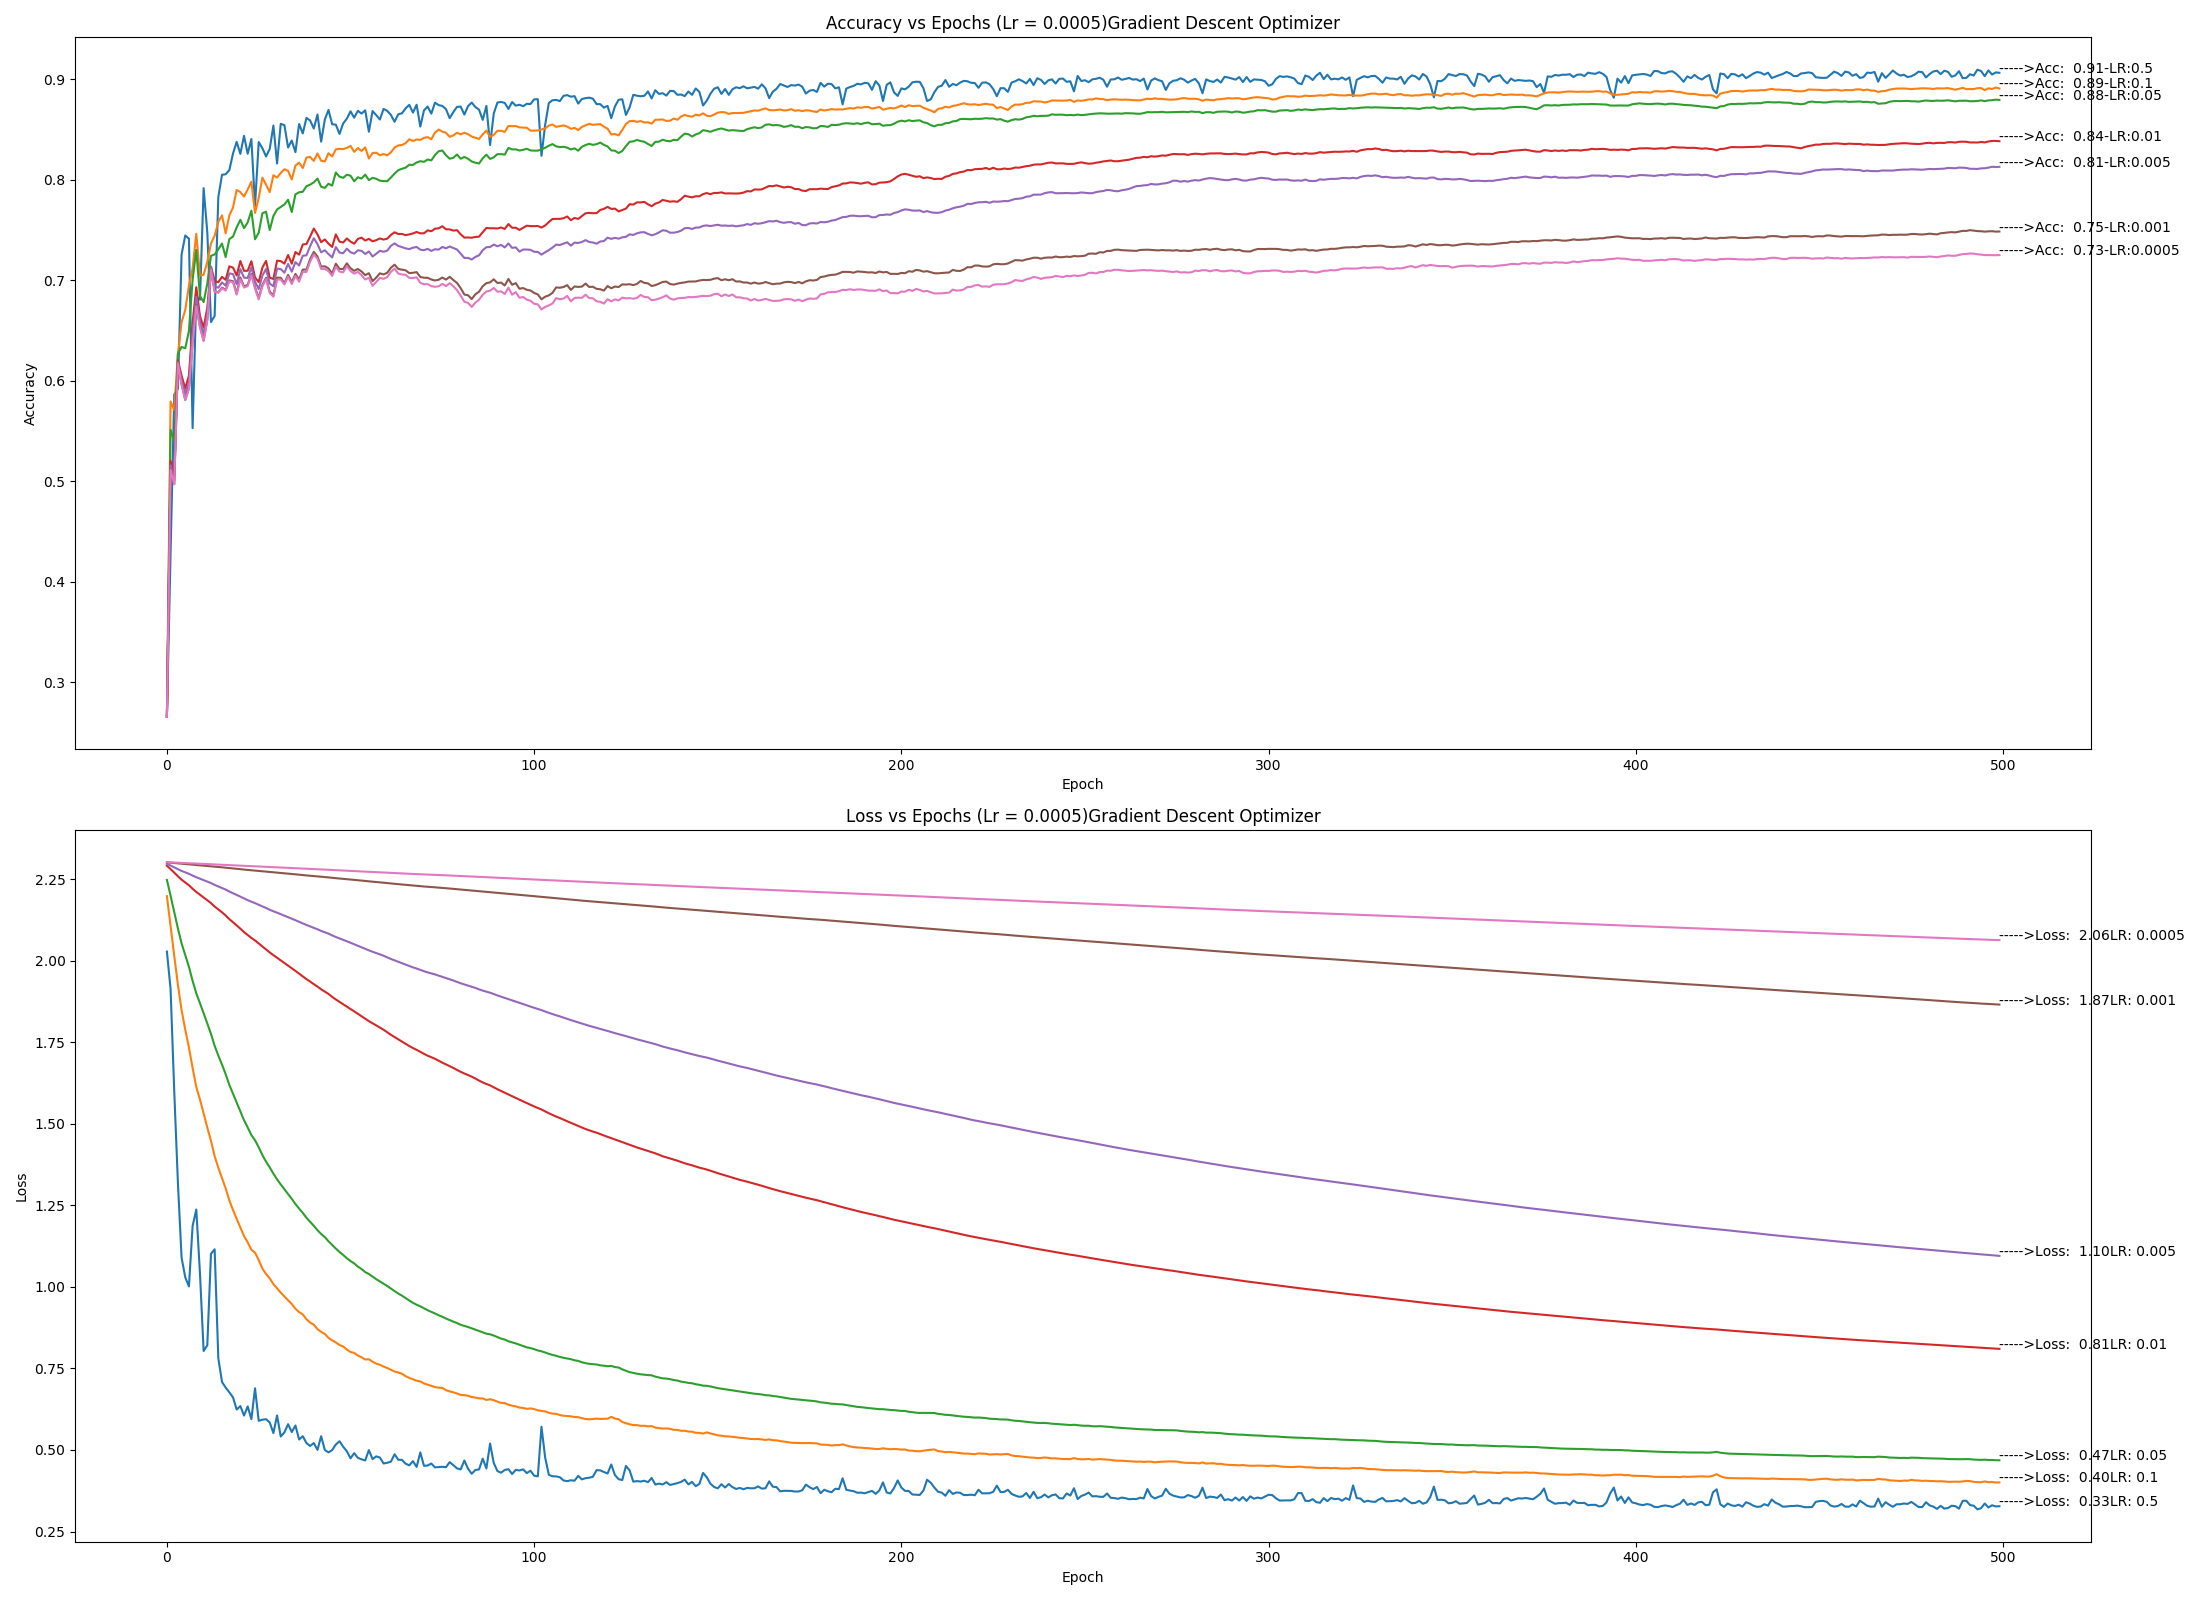 Accuracy vs Epochs (Lr = 0.0005)Gradient Descent Optimizer
Accuracy
0.9
0.8
0.7
0.6
0.5
0.4
0.3
----->Acc:  0.91-LR:0.5
----->Acc:  0.89-LR:0.1
----->Acc:  0.88-LR:0.05
----->Acc:  0.84-LR:0.01
----->Acc:  0.81-LR:0.005
----->Acc:  0.75-LR:0.001
----->Acc:  0.73-LR:0.0005
0 100 200 300 400 500
Epoch
Loss vs Epochs (Lr = 0.0005)Gradient Descent Optimizer
Loss
2.25
2.00
1.75
1.50
1.25
1.00
0.75
0.50
0.25
----->Loss:  2.06LR: 0.0005
----->Loss:  1.87LR: 0.001
----->Loss:  1.10LR: 0.005
----->Loss:  0.81LR: 0.01
----->Loss:  0.47LR: 0.05
----->Loss:  0.40LR: 0.1
----->Loss:  0.33LR: 0.5
0 100 200 300 400 500
Epoch